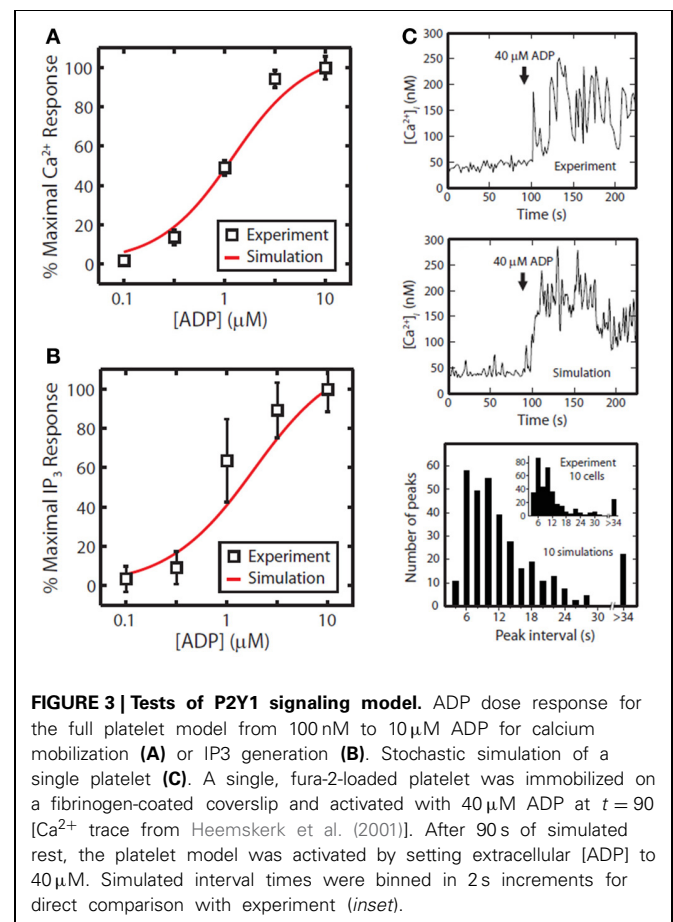 A
% Maximal Ca2+ Response
100
80
60
40
20
0
Experiment
Simulation
0.1 1 10
[ADP] (μM)
B
% Maximal IP3 Response
100
80
60
40
20
0
Experiment
Simulation
0.1 1 10
[ADP] (μM)
C
[Ca2+]i (nM)
300
250
200
150
100
50
0
40 μM ADP
Experiment
0 50 100 150 200
Time (s)
[Ca2+]i (nM)
300
250
200
150
100
50
0
40 μM ADP
Simulation
0 50 100 150 200
Time (s)
Number of peaks
60
50
40
30
20
10
0
80
60
40
20
0
Experiment
10 cells
6 12 18 24 30 >34
10 simulations
6 12 18 24 30 >34
Peak interval (s)
FIGURE 3 | Tests of P2Y1 signaling model. ADP dose response for
the full platelet model from 100 nM to 10 μM ADP for calcium
mobilization (A) or IP3 generation (B). Stochastic simulation of a
single platelet (C). A single, fura-2-loaded platelet was immobilized on
a fibrinogen-coated coverslip and activated with 40 μM ADP at t = 90
[Ca2+ trace from Heemskerk et al. (2001)]. After 90 s of simulated
rest, the platelet model was activated by setting extracellular [ADP] to
40 μM. Simulated interval times were binned in 2 s increments for
direct comparison with experiment (inset).